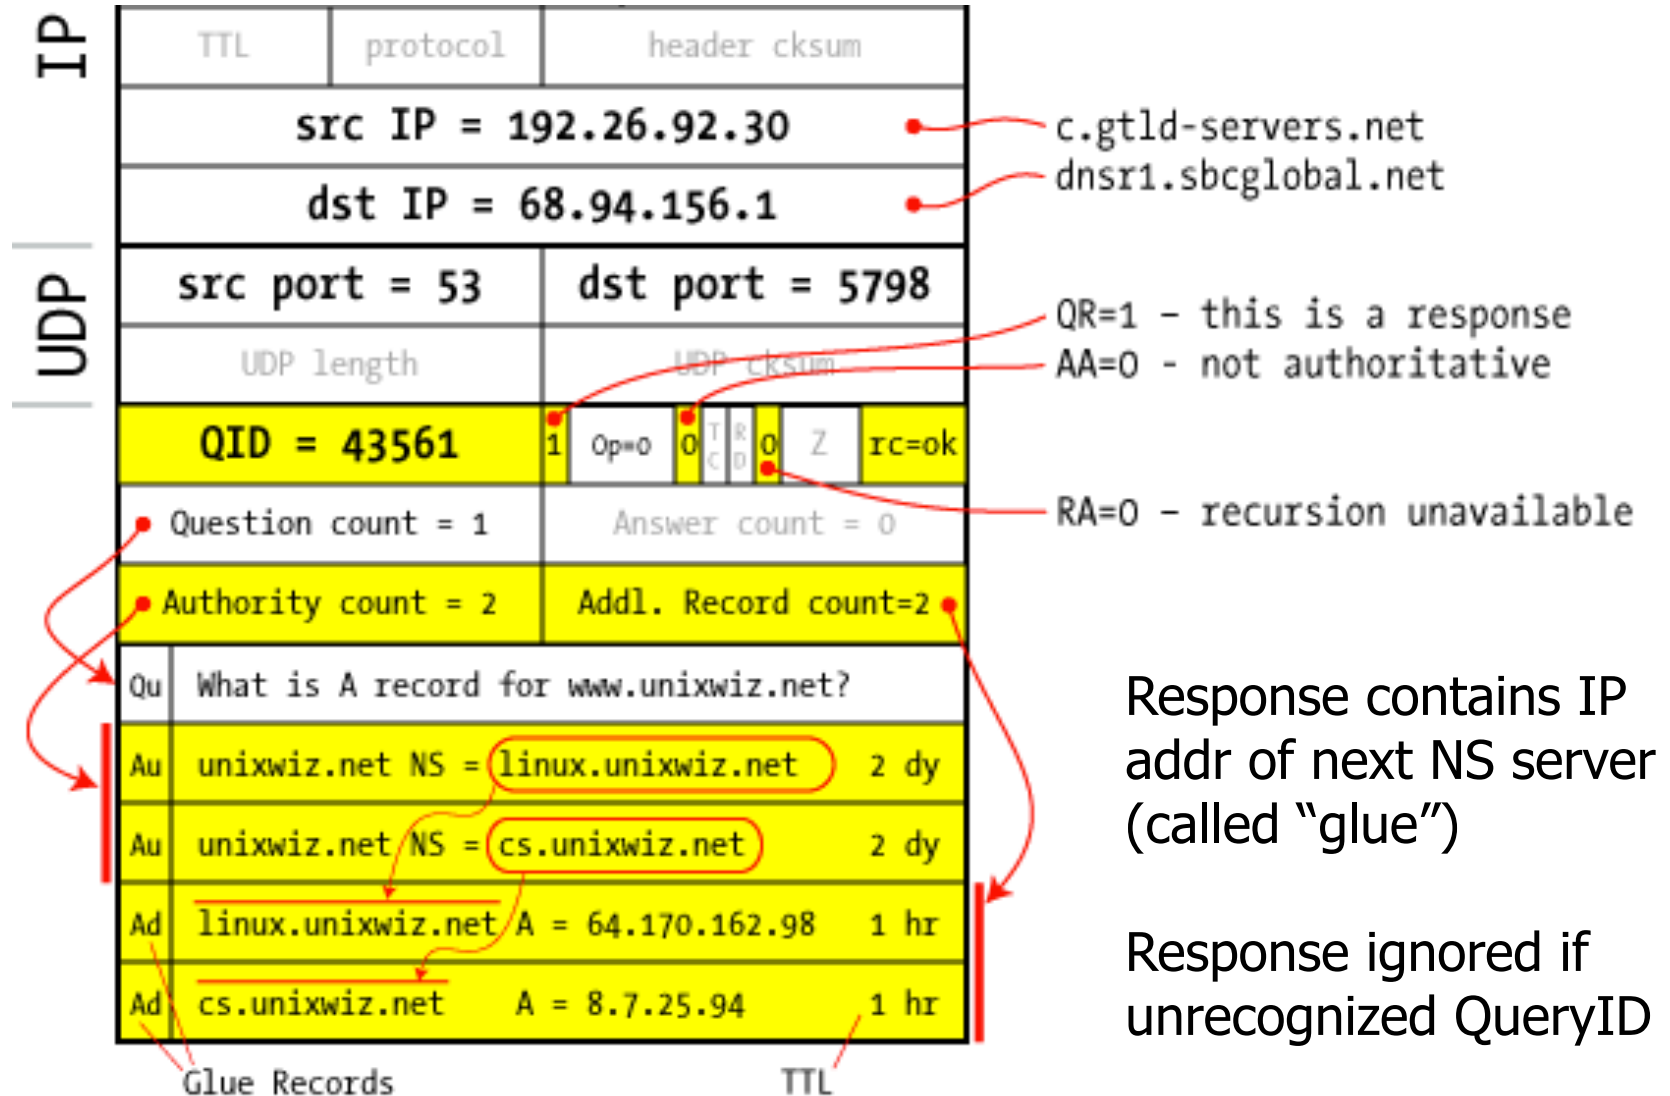 IP
TTL protocol header cksum
src IP = 192.26.92.30
c.gtld-servers.net
dst IP = 68.94.156.1
dnsr1.sbcglobal.net
UDP
src port = 53 dst port = 5798
UDP length UDP cksum
QR=1 – this is a response
AA=0 - not authoritative
QID = 43561 1 Op=0 0 TC RD 0 Z rc=ok
RA=0 – recursion unavailable
Question count = 1 Answer count = 0
Authority count = 2 Addl. Record count=2
Qu What is A record for www.unixwiz.net?
Au unixwiz.net NS = linux.unixwiz.net 2 dy
Au unixwiz.net NS = cs.unixwiz.net 2 dy
Ad linux.unixwiz.net A = 64.170.162.98 1 hr
Ad cs.unixwiz.net A = 8.7.25.94 1 hr
Glue Records TTL
Response contains IP
addr of next NS server
(called “glue”)
Response ignored if
unrecognized QueryID